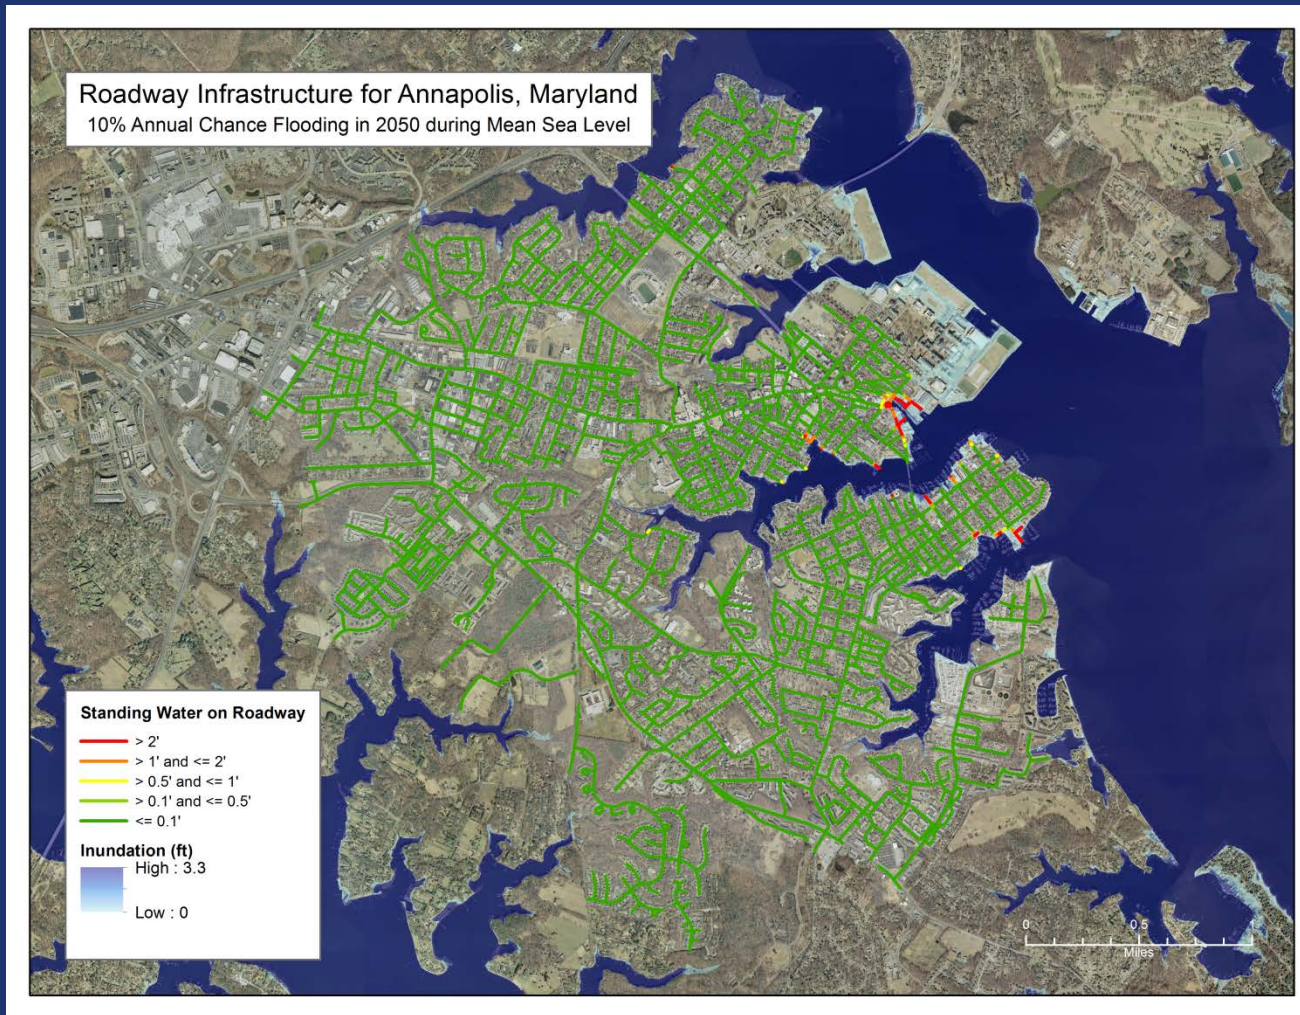 Roadway Infrastructure for Annapolis, Maryland
10% Annual Chance Flooding in 2050 during Mean Sea Level
Standing Water on Roadway
> 2'
> 1' and <= 2'
> 0.5' and <= 1'
> 0.1' and <= 0.5'
<= 0.1'
Inundation (ft)
High : 3.3
Low : 0
0 0.5 1
Miles